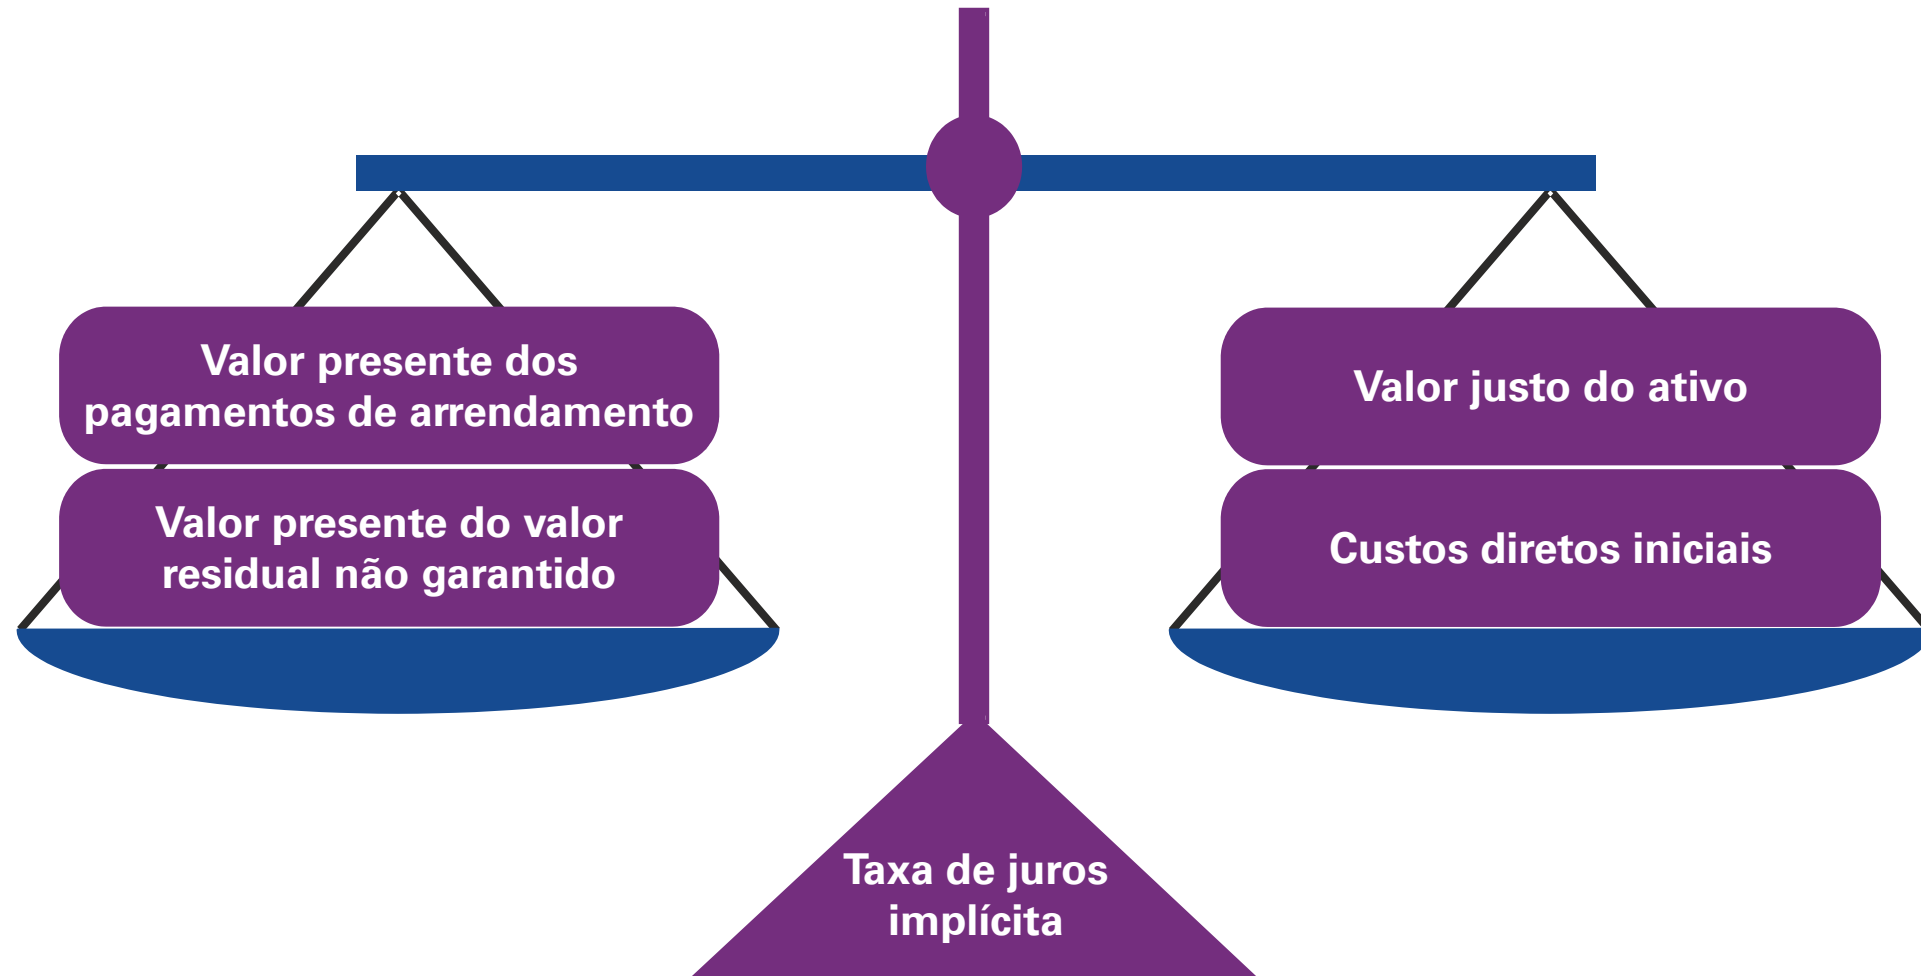 Valor presente dos
pagamentos de arrendamento
Valor presente do valor
residual não garantido
Valor justo do ativo
Custos diretos iniciais
Taxa de juros
implícita